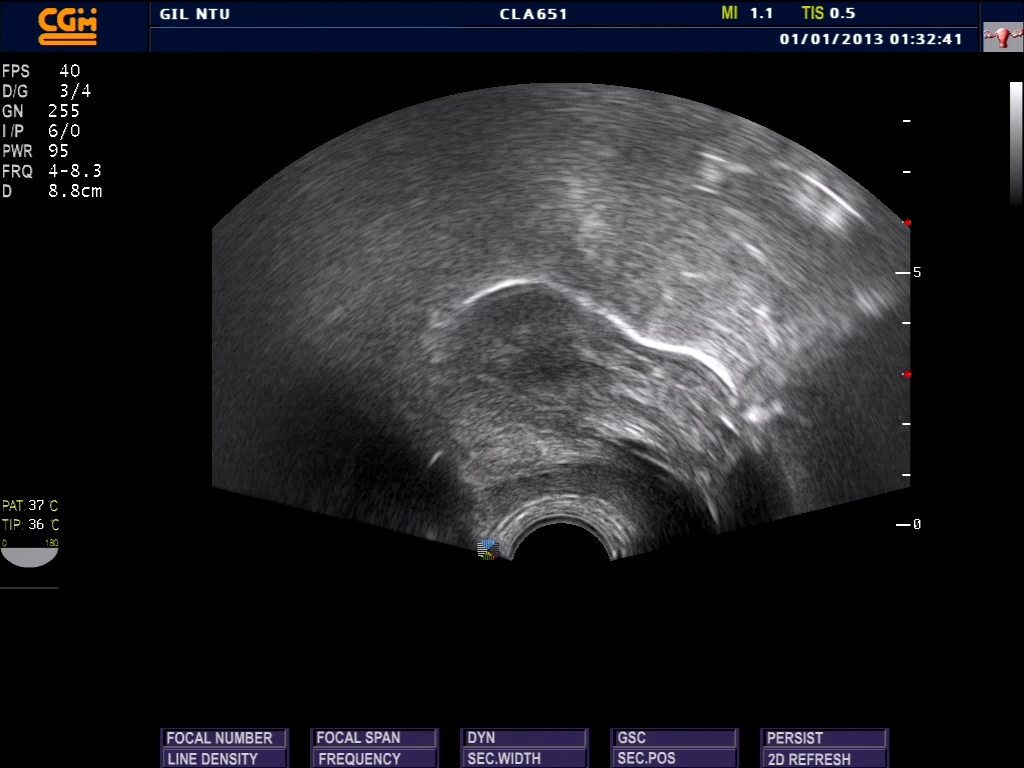 CGM
GIL NTU CLA651 MI 1.1 TIS 0.5
01/01/2013 01:32:41
FPS 40
D/G 3/4
GN 255
I/P 6/0
PWR 95
FRQ 4-8.3
D 8.8cm
5
PAT: 37 °C
TIP: 36 °C
0 180
0
FOCAL NUMBER FOCAL SPAN DYN GSC PERSIST
LINE DENSITY FREQUENCY SEC.WIDTH SEC.POS 2D REFRESH